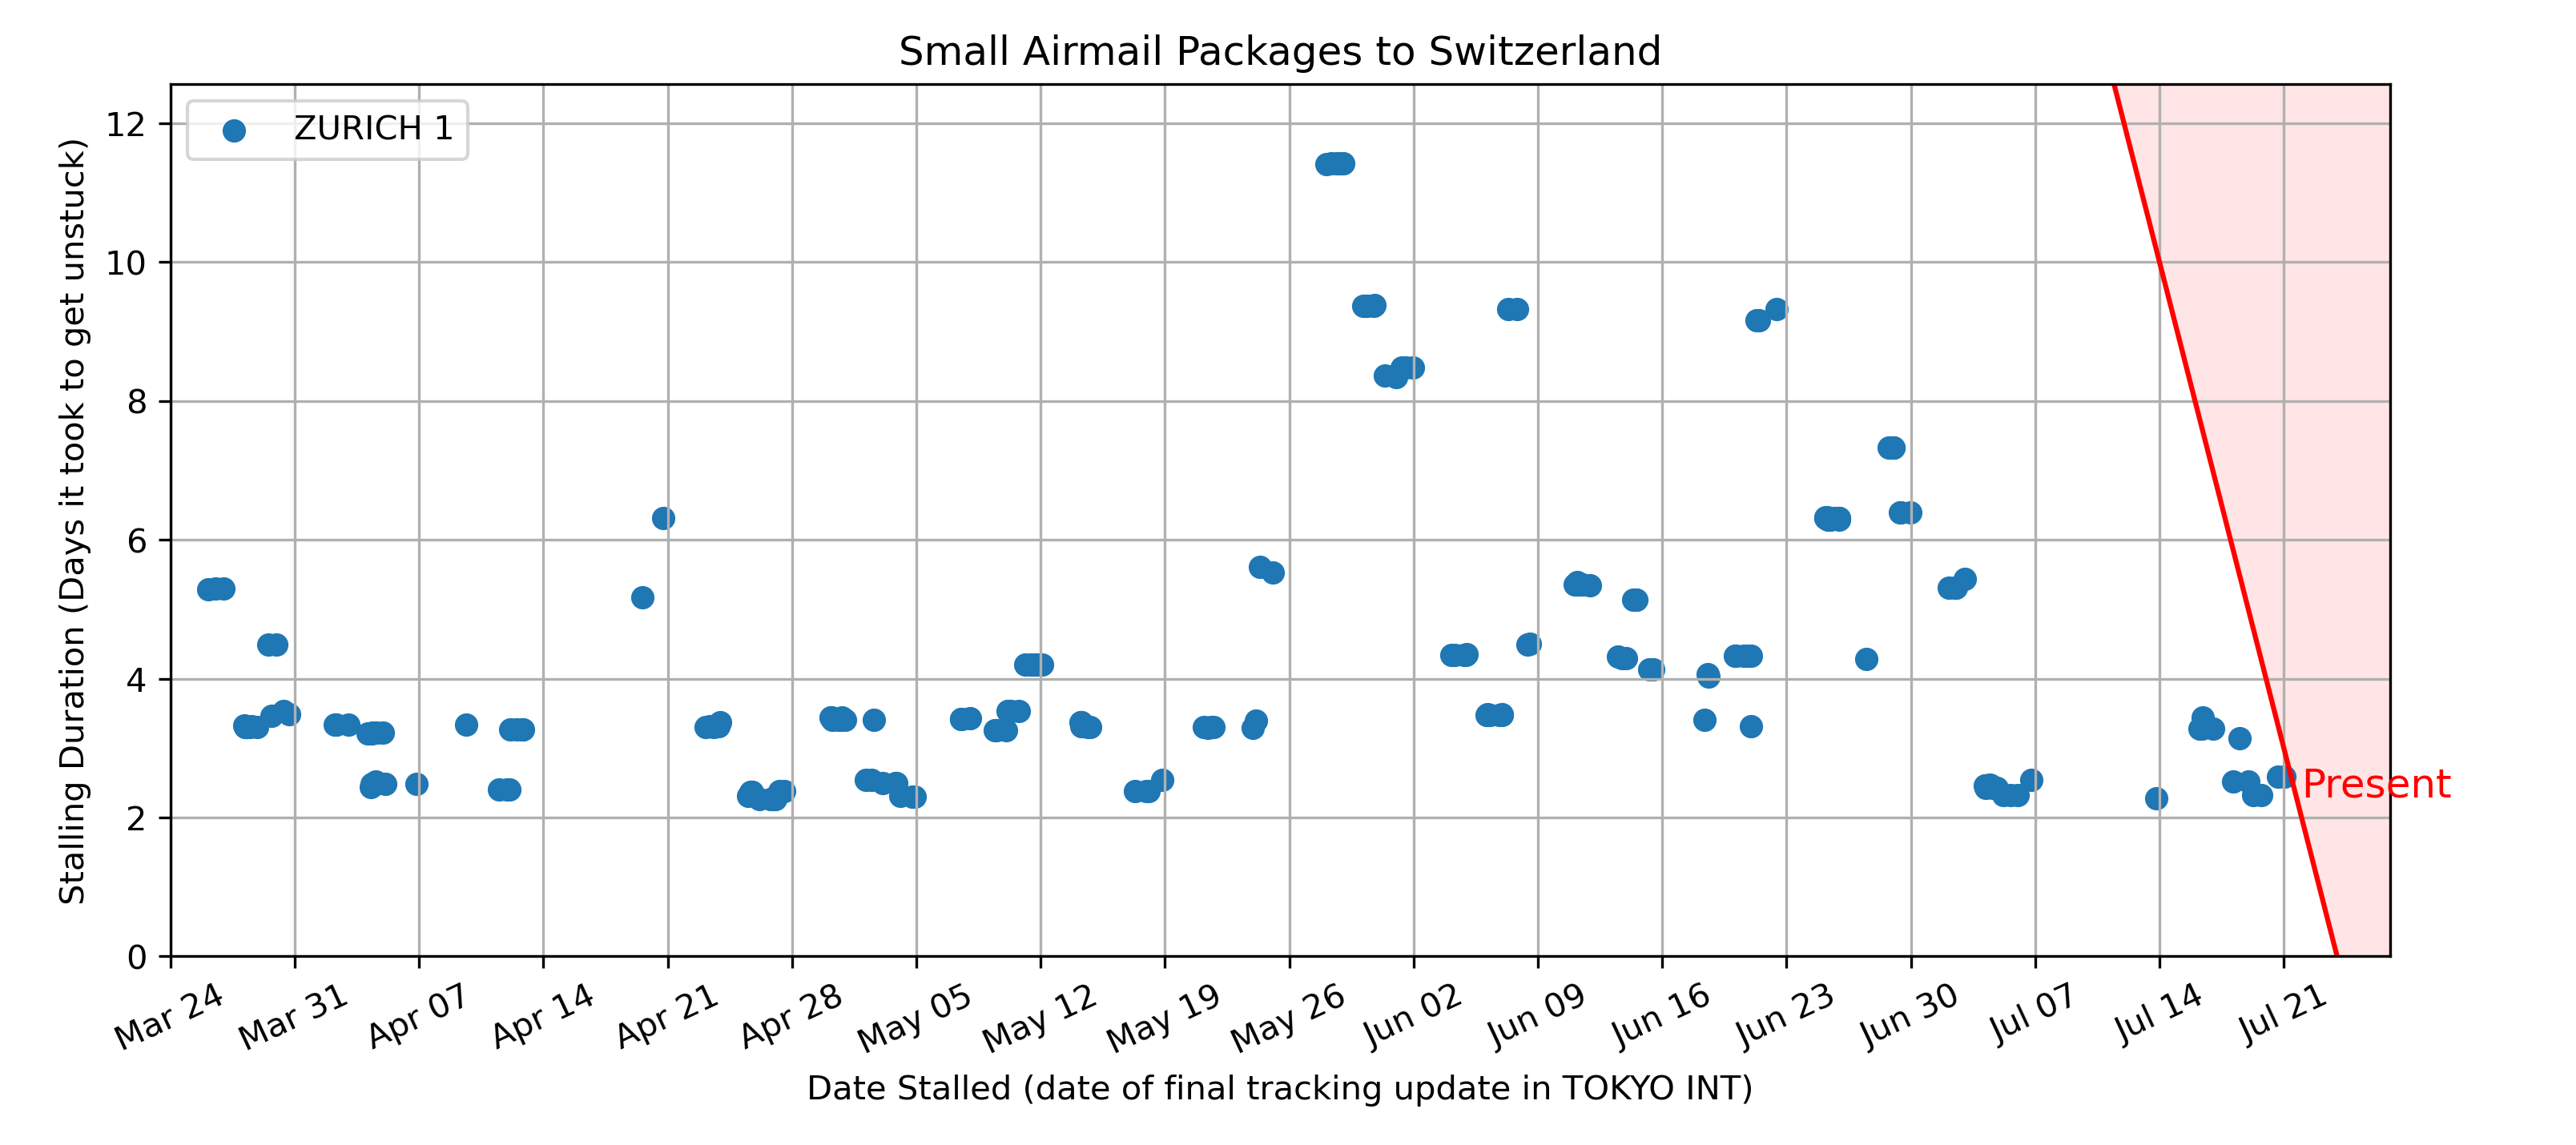 Small Airmail Packages to Switzerland
ZURICH 1
Stalling Duration (Days it took to get unstuck)
12
10
8
6
4
2
0
Present
Mar 24
Mar 31
Apr 07
Apr 14
Apr 21
Apr 28
May 05
May 12
May 19
May 26
Jun 02
Jun 09
Jun 16
Jun 23
Jun 30
Jul 07
Jul 14
Jul 21
Date Stalled (date of final tracking update in TOKYO INT)